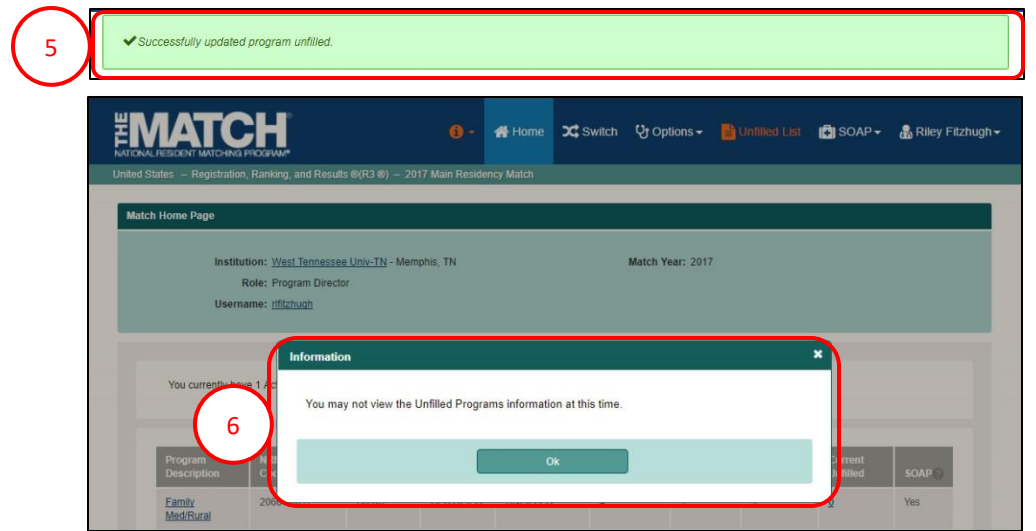 5
Successfully updated program unfilled.
THE MATCH
NATIONAL RESIDENT MATCHING PROGRAM®
Home
Switch
Options
Unfilled List
SOAP
Riley Fitzhugh
United States – Registration, Ranking, and Results ®(R3 ®) – 2017 Main Residency Match
Match Home Page
Institution: West Tennessee Univ-TN - Memphis, TN
Match Year: 2017
Role: Program Director
Username: rlfitzhugh
Information
You currently have 1
You may not view the Unfilled Programs information at this time.
6
Ok
Program Description
Current Unfilled
SOAP
Family Med/Rural
Yes